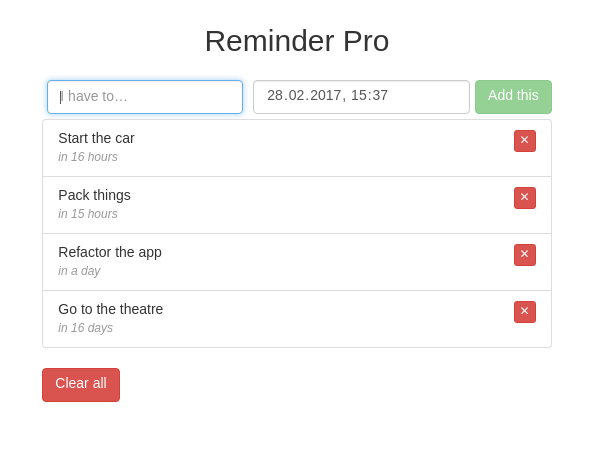 Reminder Pro
I have to…
28.02.2017, 15:37
Add this
Start the car
in 16 hours
×
Pack things
in 15 hours
×
Refactor the app
in a day
×
Go to the theatre
in 16 days
×
Clear all